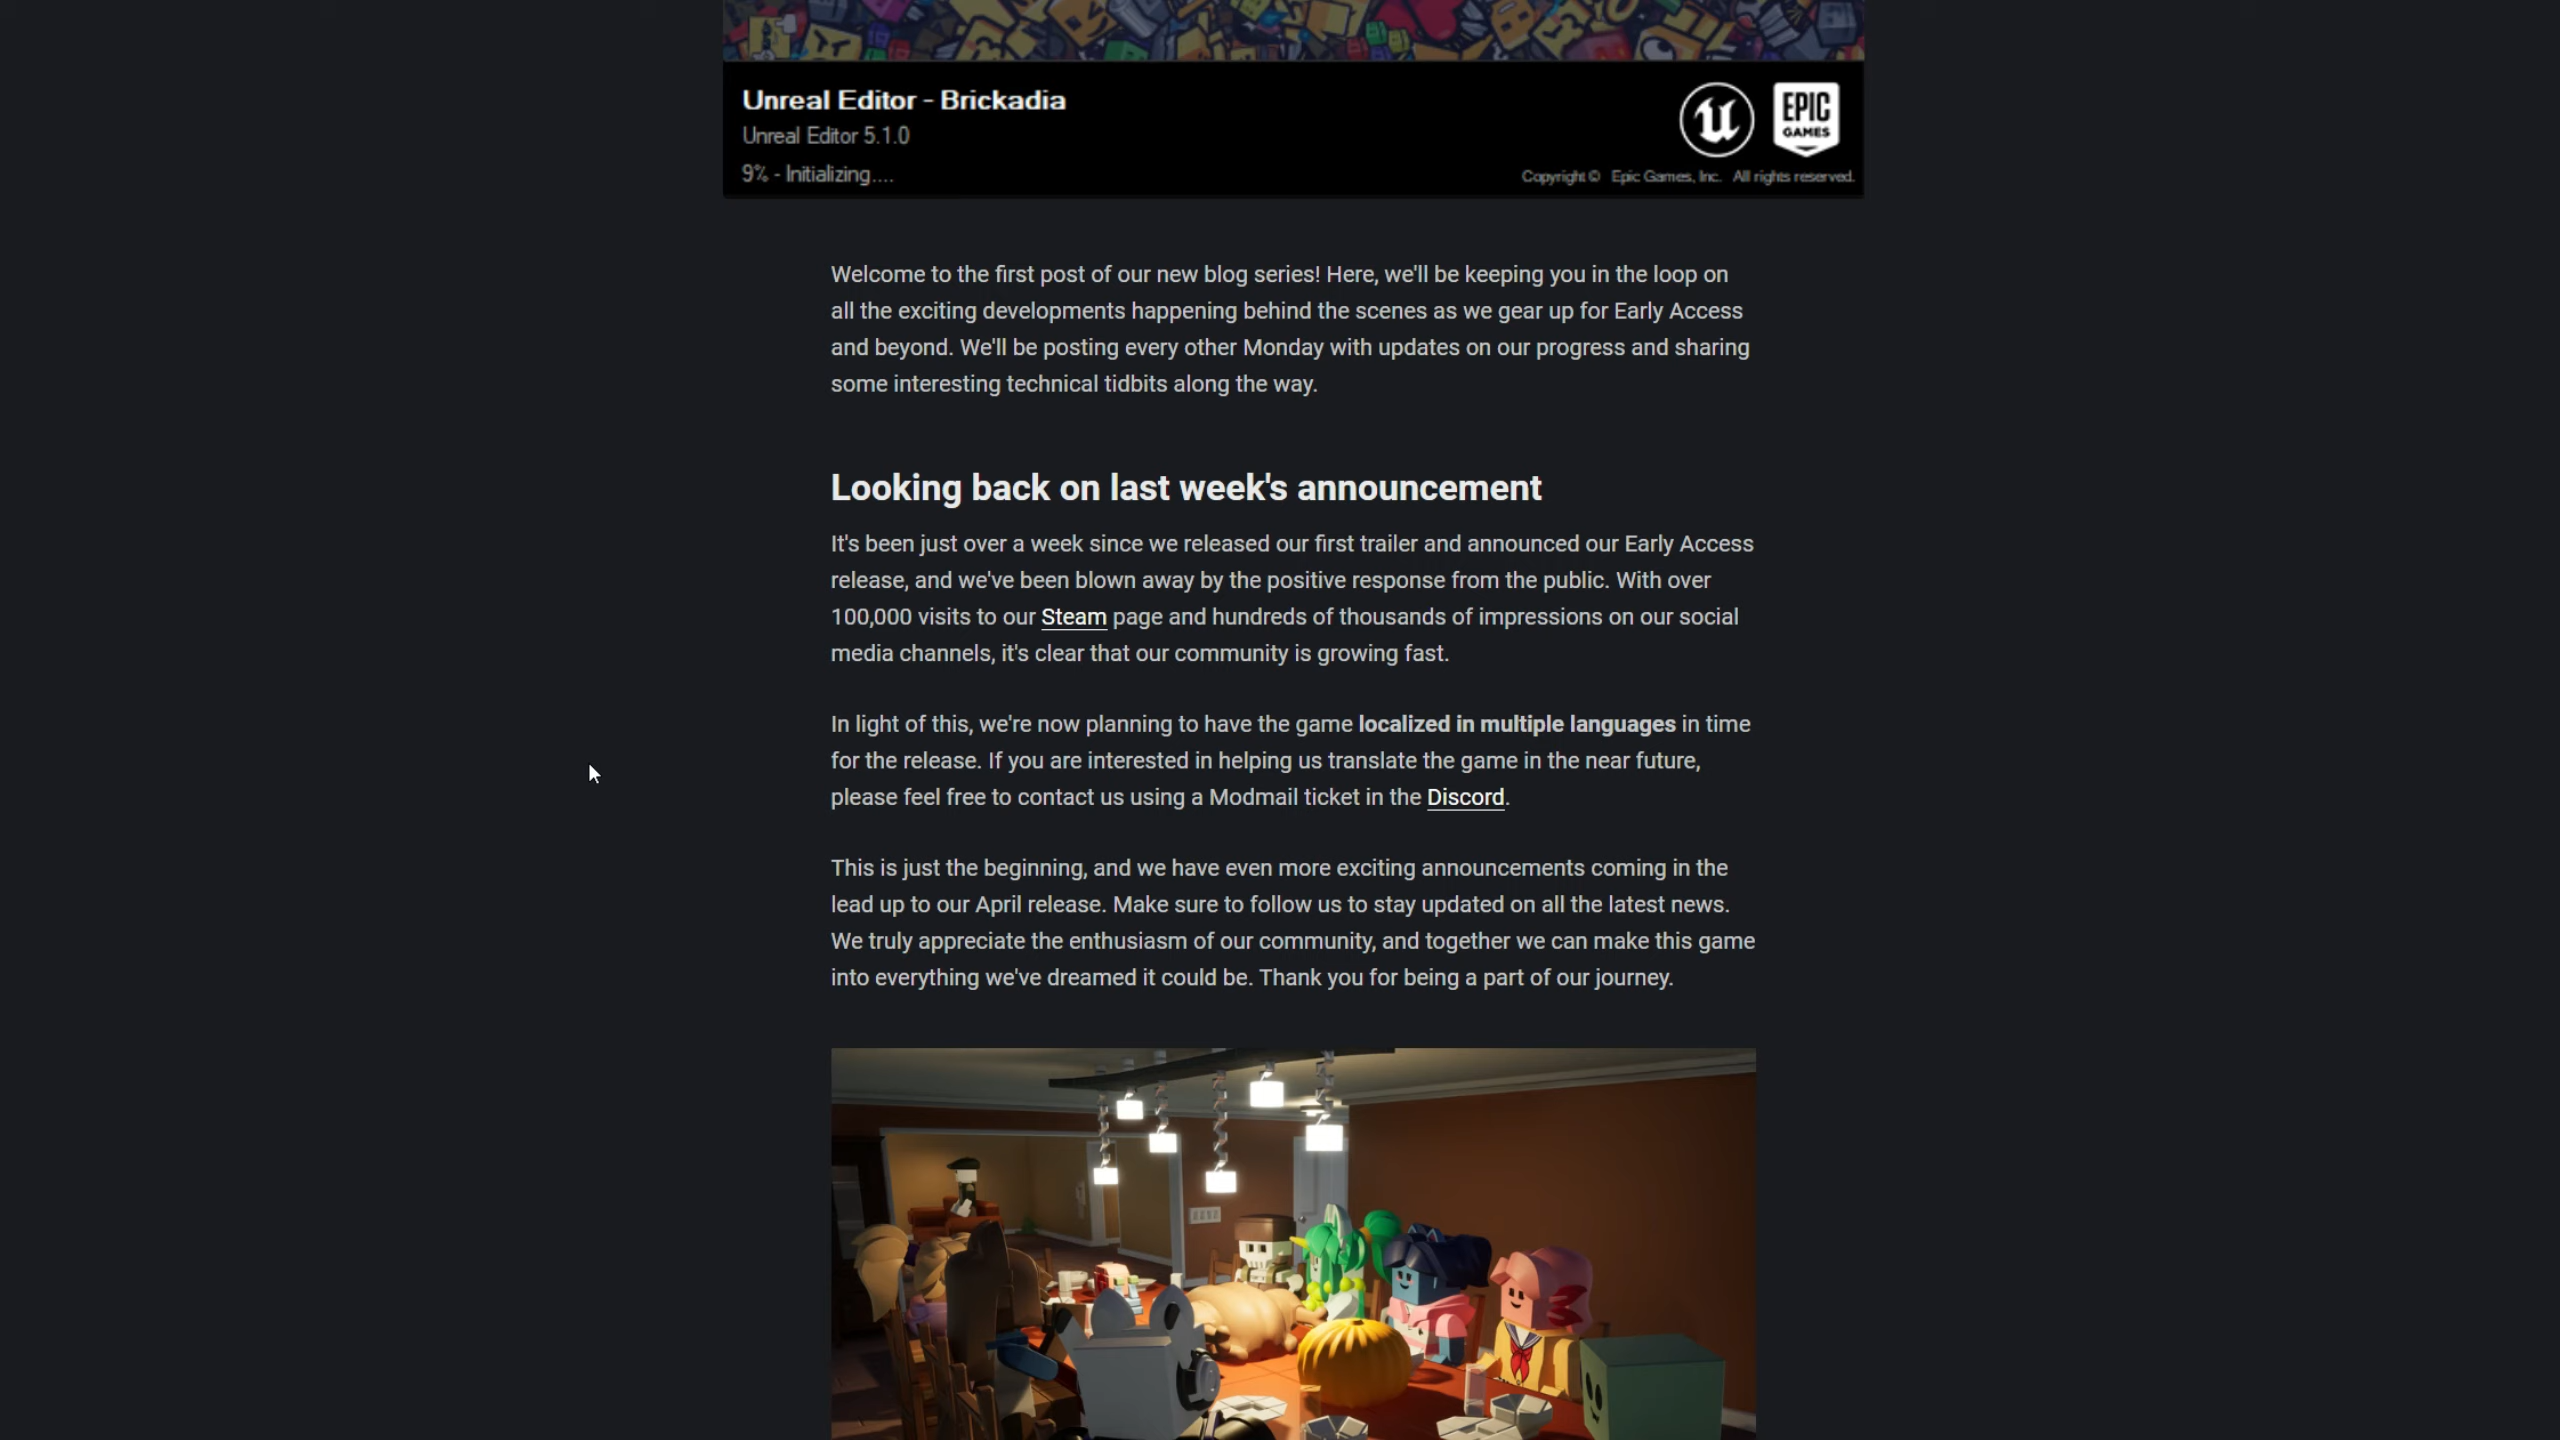 Unreal Editor - Brickadia
Unreal Editor 5.1.0
9% - Initializing....
EPIC
GAMES
Copyright © Epic Games, Inc. All rights reserved.
Welcome to the first post of our new blog series! Here, we'll be keeping you in the loop on
all the exciting developments happening behind the scenes as we gear up for Early Access
and beyond. We'll be posting every other Monday with updates on our progress and sharing
some interesting technical tidbits along the way.
Looking back on last week's announcement
It's been just over a week since we released our first trailer and announced our Early Access
release, and we've been blown away by the positive response from the public. With over
100,000 visits to our Steam page and hundreds of thousands of impressions on our social
media channels, it's clear that our community is growing fast.
In light of this, we're now planning to have the game localized in multiple languages in time
for the release. If you are interested in helping us translate the game in the near future,
please feel free to contact us using a Modmail ticket in the Discord.
This is just the beginning, and we have even more exciting announcements coming in the
lead up to our April release. Make sure to follow us to stay updated on all the latest news.
We truly appreciate the enthusiasm of our community, and together we can make this game
into everything we've dreamed it could be. Thank you for being a part of our journey.